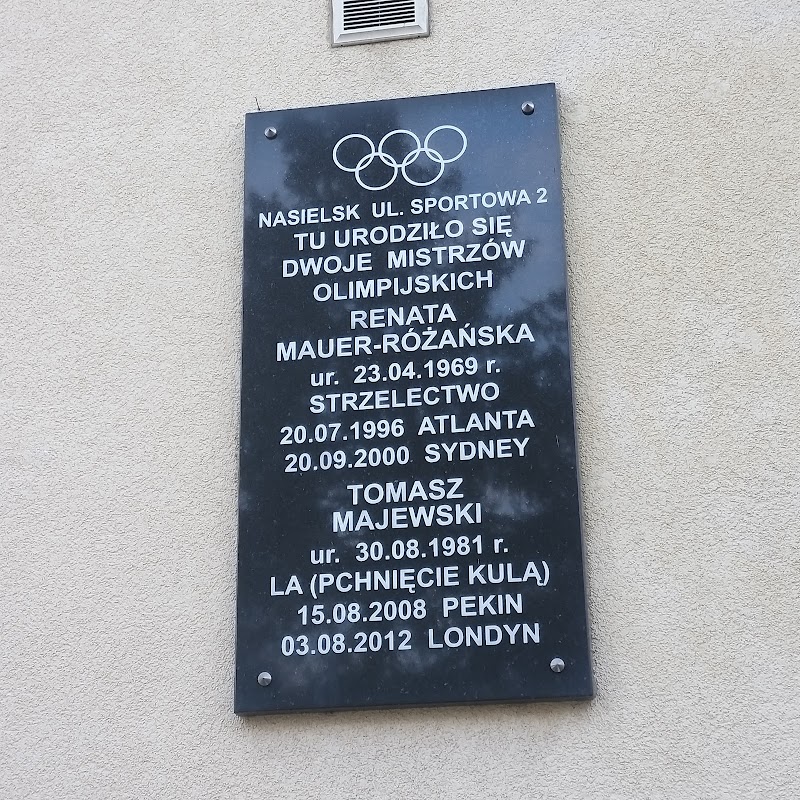 NASIELSK UL. SPORTOWA 2
TU URODZIŁO SIĘ
DWOJE MISTRZÓW
OLIMPIJSKICH
RENATA
MAUER-RÓŻAŃSKA
ur. 23.04.1969 r.
STRZELECTWO
20.07.1996 ATLANTA
20.09.2000 SYDNEY
TOMASZ
MAJEWSKI
ur. 30.08.1981 r.
LA (PCHNIĘCIE KULĄ)
15.08.2008 PEKIN
03.08.2012 LONDYN